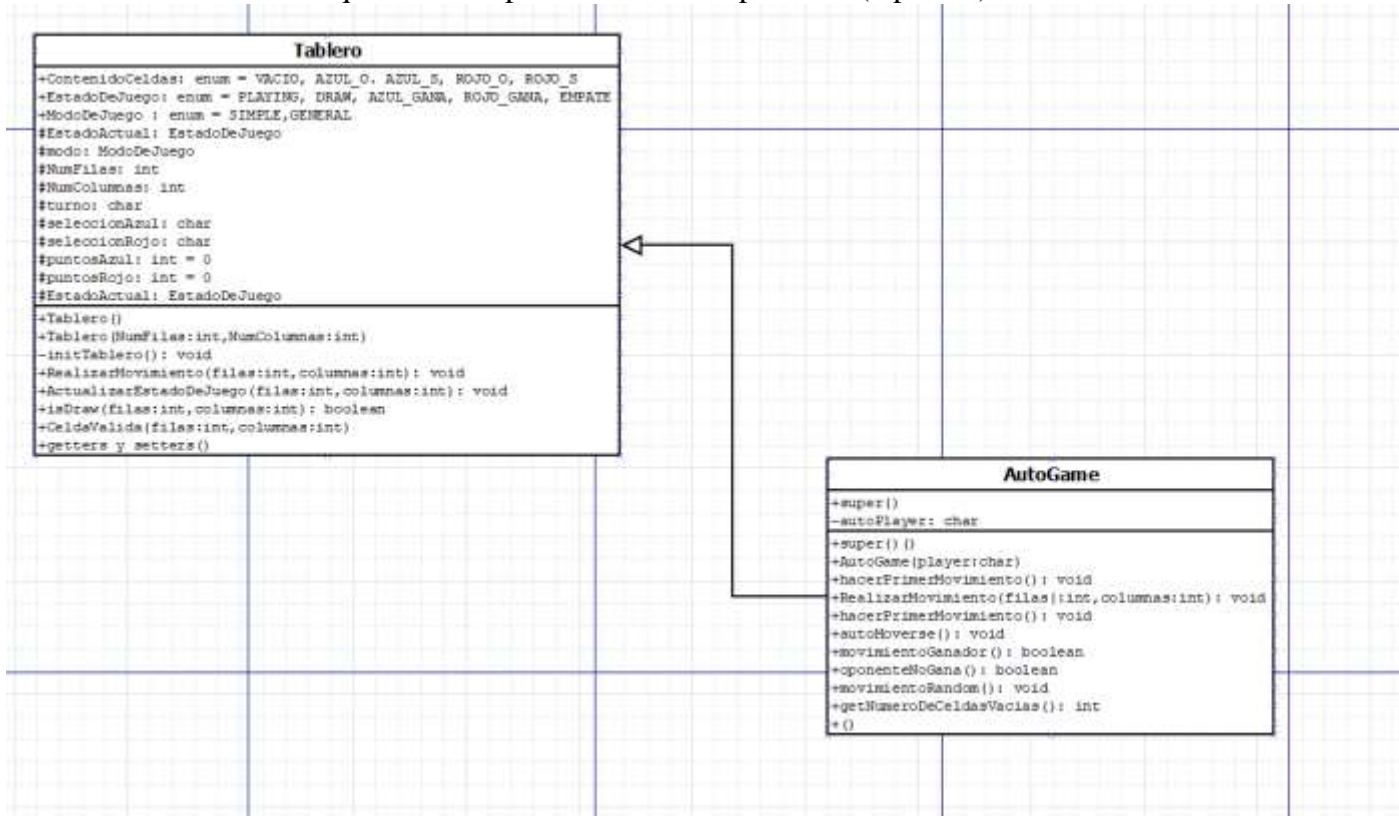 Tablero
+ContenidoCeldas: enum = VACIO, AZUL_O. AZUL_S, ROJO_O, ROJO_S
+EstadoDeJuego: enum = PLAYING, DRAW, AZUL_GANA, ROJO_GANA, EMPATE
+ModoDeJuego : enum = SIMPLE,GENERAL
#EstadoActual: EstadoDeJuego
#modo: ModoDeJuego
#NumFilas: int
#NumColumnas: int
#turno: char
#seleccionAzul: char
#seleccionRojo: char
#puntosAzul: int = 0
#puntosRojo: int = 0
#EstadoActual: EstadoDeJuego
+Tablero()
+Tablero(NumFilas:int,NumColumnas:int)
-initTablero(): void
+RealizarMovimiento(filas:int,columnas:int): void
+ActualizarEstadoDeJuego(filas:int,columnas:int): void
+isDraw(filas:int,columnas:int): boolean
+CeldaValida(filas:int,columnas:int)
+getters y setters()
AutoGame
+super()
-autoPlayer: char
+super()()
+AutoGame(player:char)
+hacerPrimerMovimiento(): void
+RealizarMovimiento(filas|:int,columnas:int): void
+hacerPrimerMovimiento(): void
+autoMoverse(): void
+movimientoGanador(): boolean
+oponenteNoGana(): boolean
+movimientoRandom(): void
+getNumeroDeCeldasVacias(): int
+()